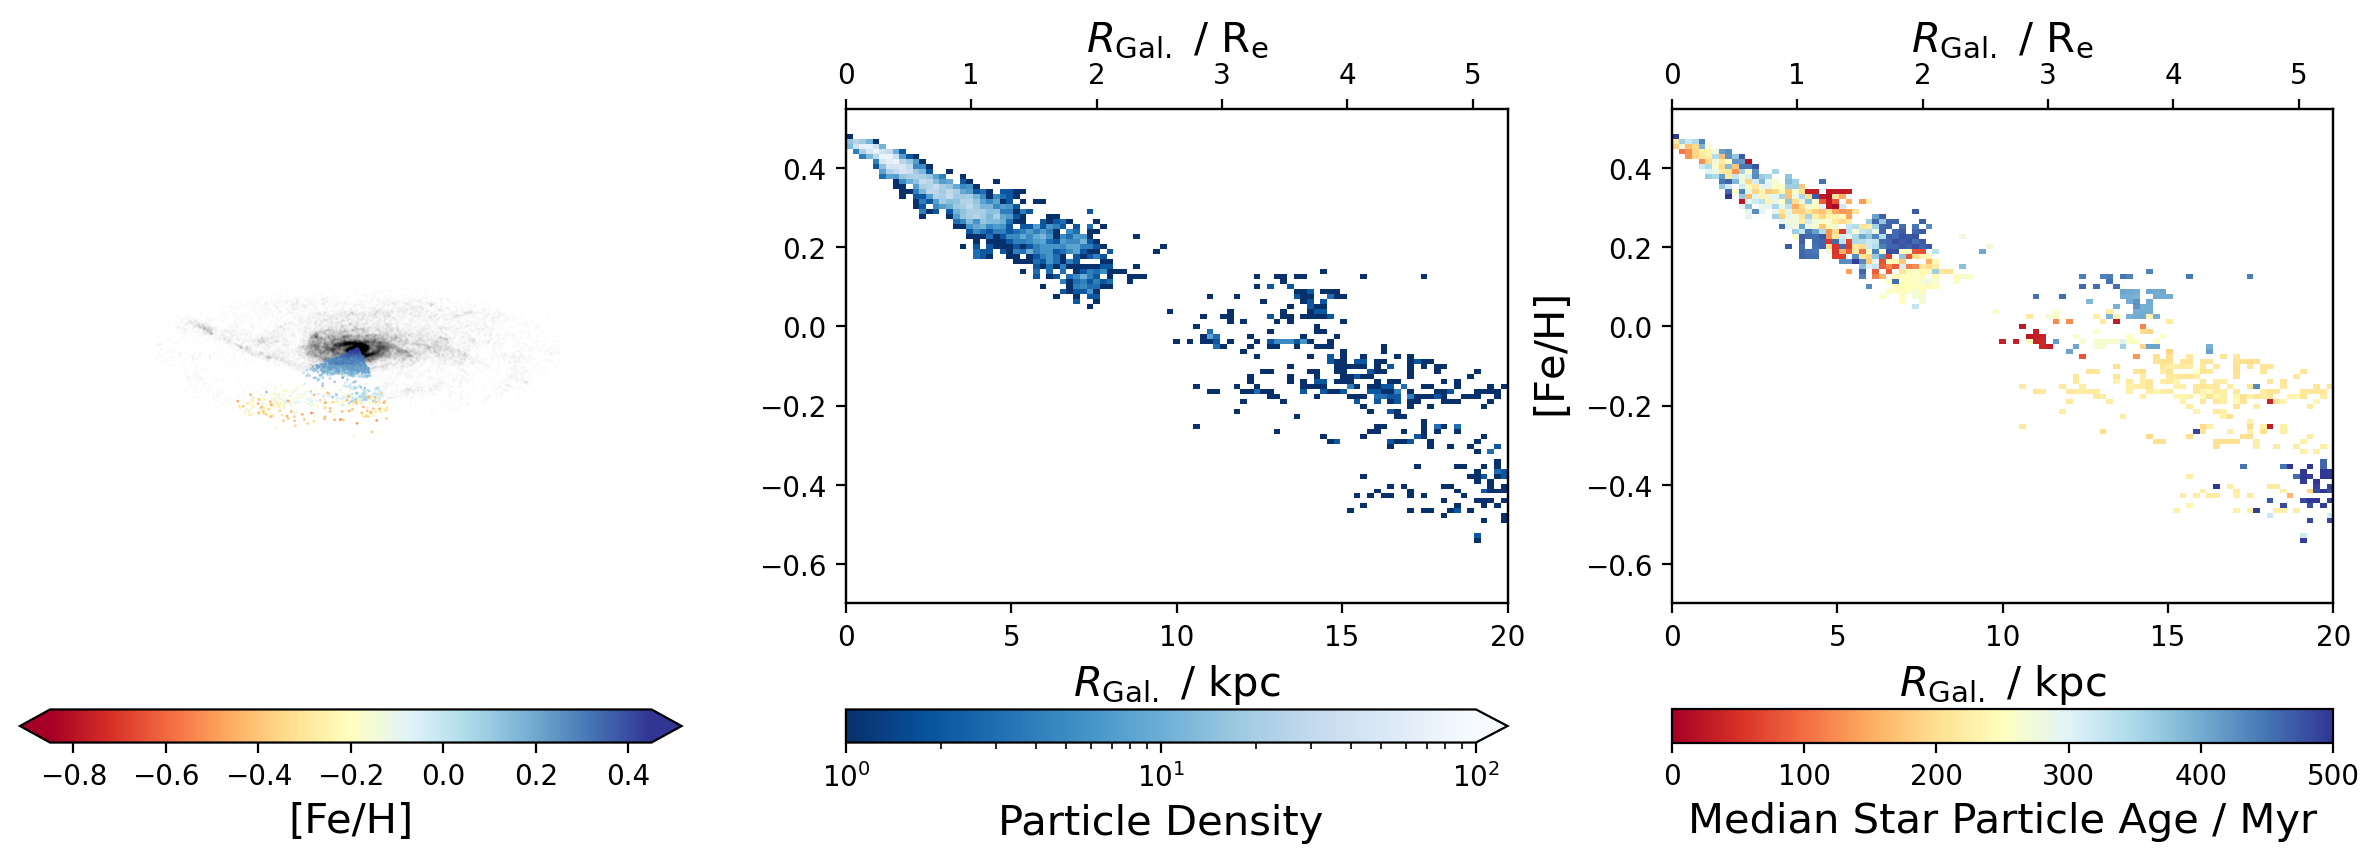 R_Gal. / R_e
0 1 2 3 4 5
0.4
0.2
0.0
−0.2
−0.4
−0.6
0 5 10 15 20
R_Gal. / kpc
10^0 10^1 10^2
Particle Density
R_Gal. / R_e
0 1 2 3 4 5
[Fe/H]
0.4
0.2
0.0
−0.2
−0.4
−0.6
0 5 10 15 20
R_Gal. / kpc
0 100 200 300 400 500
Median Star Particle Age / Myr
−0.8 −0.6 −0.4 −0.2 0.0 0.2 0.4
[Fe/H]